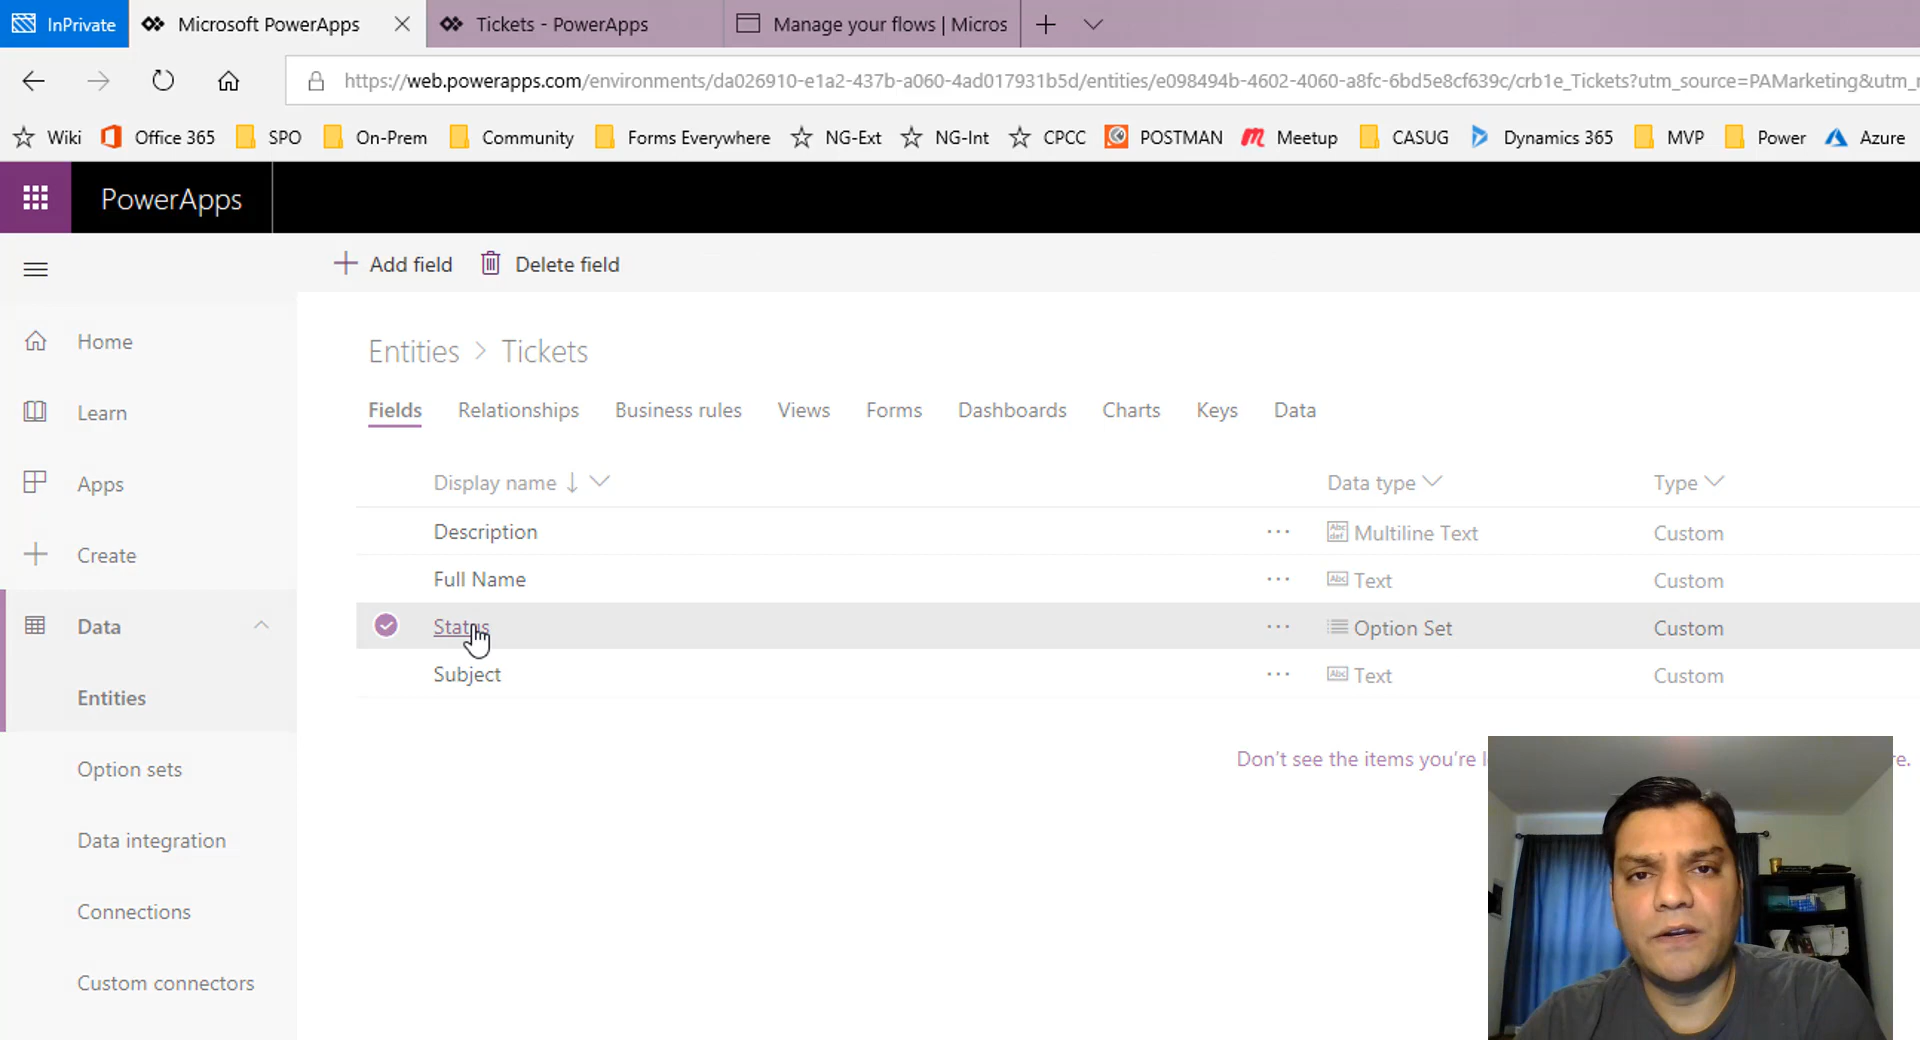 InPrivate
Microsoft PowerApps
Tickets - PowerApps
Manage your flows | Micros
https://web.powerapps.com/environments/da026910-e1a2-437b-a060-4ad017931b5d/entities/e098494b-4602-4060-a8fc-6bd5e8cf639c/crb1e_Tickets?utm_source=PAMarketing&utm_
Wiki Office 365 SPO On-Prem Community Forms Everywhere NG-Ext NG-Int CPCC POSTMAN Meetup CASUG Dynamics 365 MVP Power Azure
PowerApps
Add field Delete field
Home
Learn
Apps
Create
Data
Entities
Option sets
Data integration
Connections
Custom connectors
Entities > Tickets
Fields Relationships Business rules Views Forms Dashboards Charts Keys Data
Display name Data type Type
Description ... Multiline Text Custom
Full Name ... Text Custom
Status ... Option Set Custom
Subject ... Text Custom
Don't see the items you're l
e.